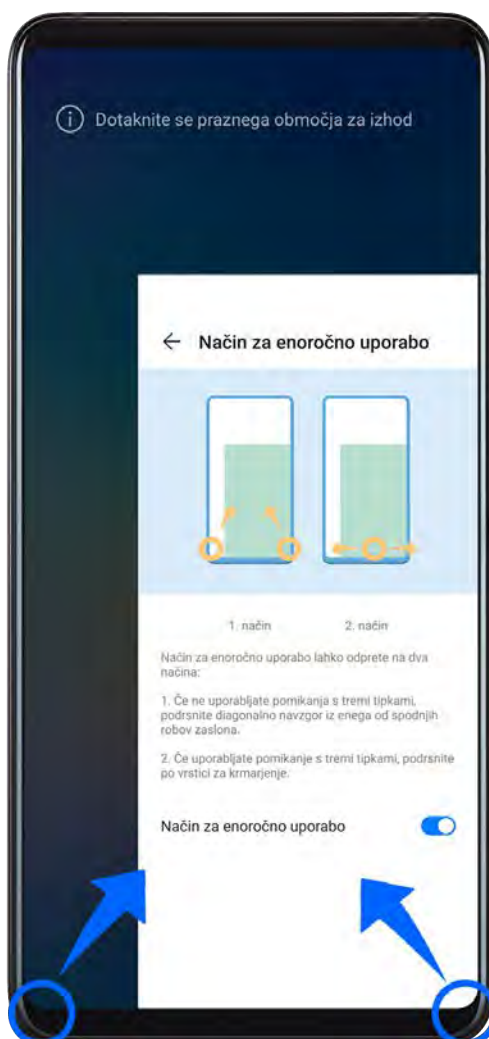 Dotaknite se praznega območja za izhod
Način za enoročno uporabo
1. način 2. način
Način za enoročno uporabo lahko odprete na dva
načina:
1. Če ne uporabljate pomikanja s tremi tipkami,
podrsnite diagonalno navzgor iz enega od spodnjih
robov zaslona.
2. Če uporabljate pomikanje s tremi tipkami, podrsnite
po vrstici za krmarjenje.
Način za enoročno uporabo